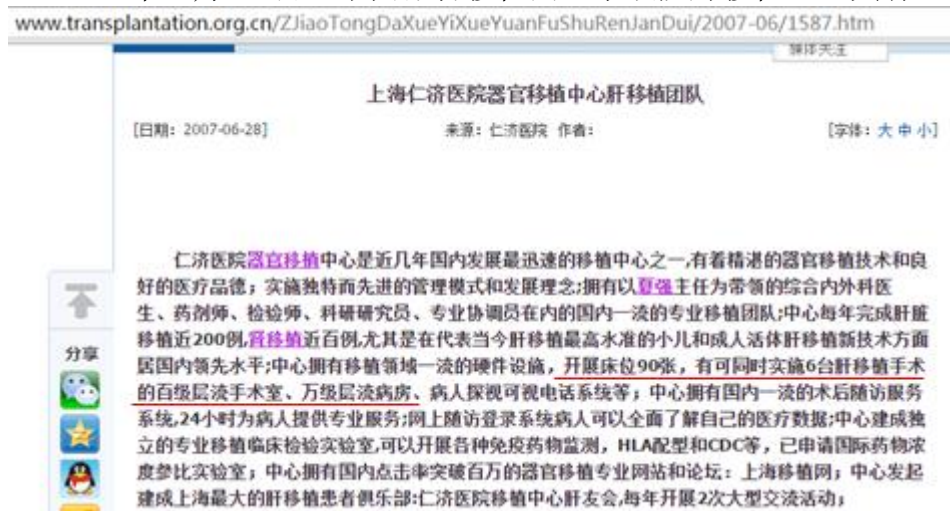 www.transplantation.org.cn/ZJiaoTongDaXueYiXueYuanFuShuRenJanDui/2007-06/1587.htm
媒体关注
上海仁济医院器官移植中心肝移植团队
[日期：2007-06-28] 来源：仁济医院 作者： [字体：大 中 小]
仁济医院器官移植中心是近几年国内发展最迅速的移植中心之一,有着精湛的器官移植技术和良
好的医疗品德；实施独特而先进的管理模式和发展理念;拥有以夏强主任为带领的综合内外科医
生、药剂师、检验师、科研研究员、专业协调员在内的国内一流的专业移植团队;中心每年完成肝脏
移植近200例,肾移植近百例,尤其是在代表当今肝移植最高水准的小儿和成人活体肝移植新技术方面
居国内领先水平;中心拥有移植领域一流的硬件设施，开展床位90张，有可同时实施6台肝移植手术
的百级层流手术室、万级层流病房、病人探视可视电话系统等；中心拥有国内一流的术后随访服务
系统,24小时为病人提供专业服务;网上随访登录系统病人可以全面了解自己的医疗数据;中心建成独
立的专业移植临床检验实验室,可以开展各种免疫药物监测，HLA配型和CDC等，已申请国际药物浓
度参比实验室；中心拥有国内点击率突破百万的器官移植专业网站和论坛：上海移植网；中心发起
建成上海最大的肝移植患者俱乐部:仁济医院移植中心肝友会,每年开展2次大型交流活动；
分享